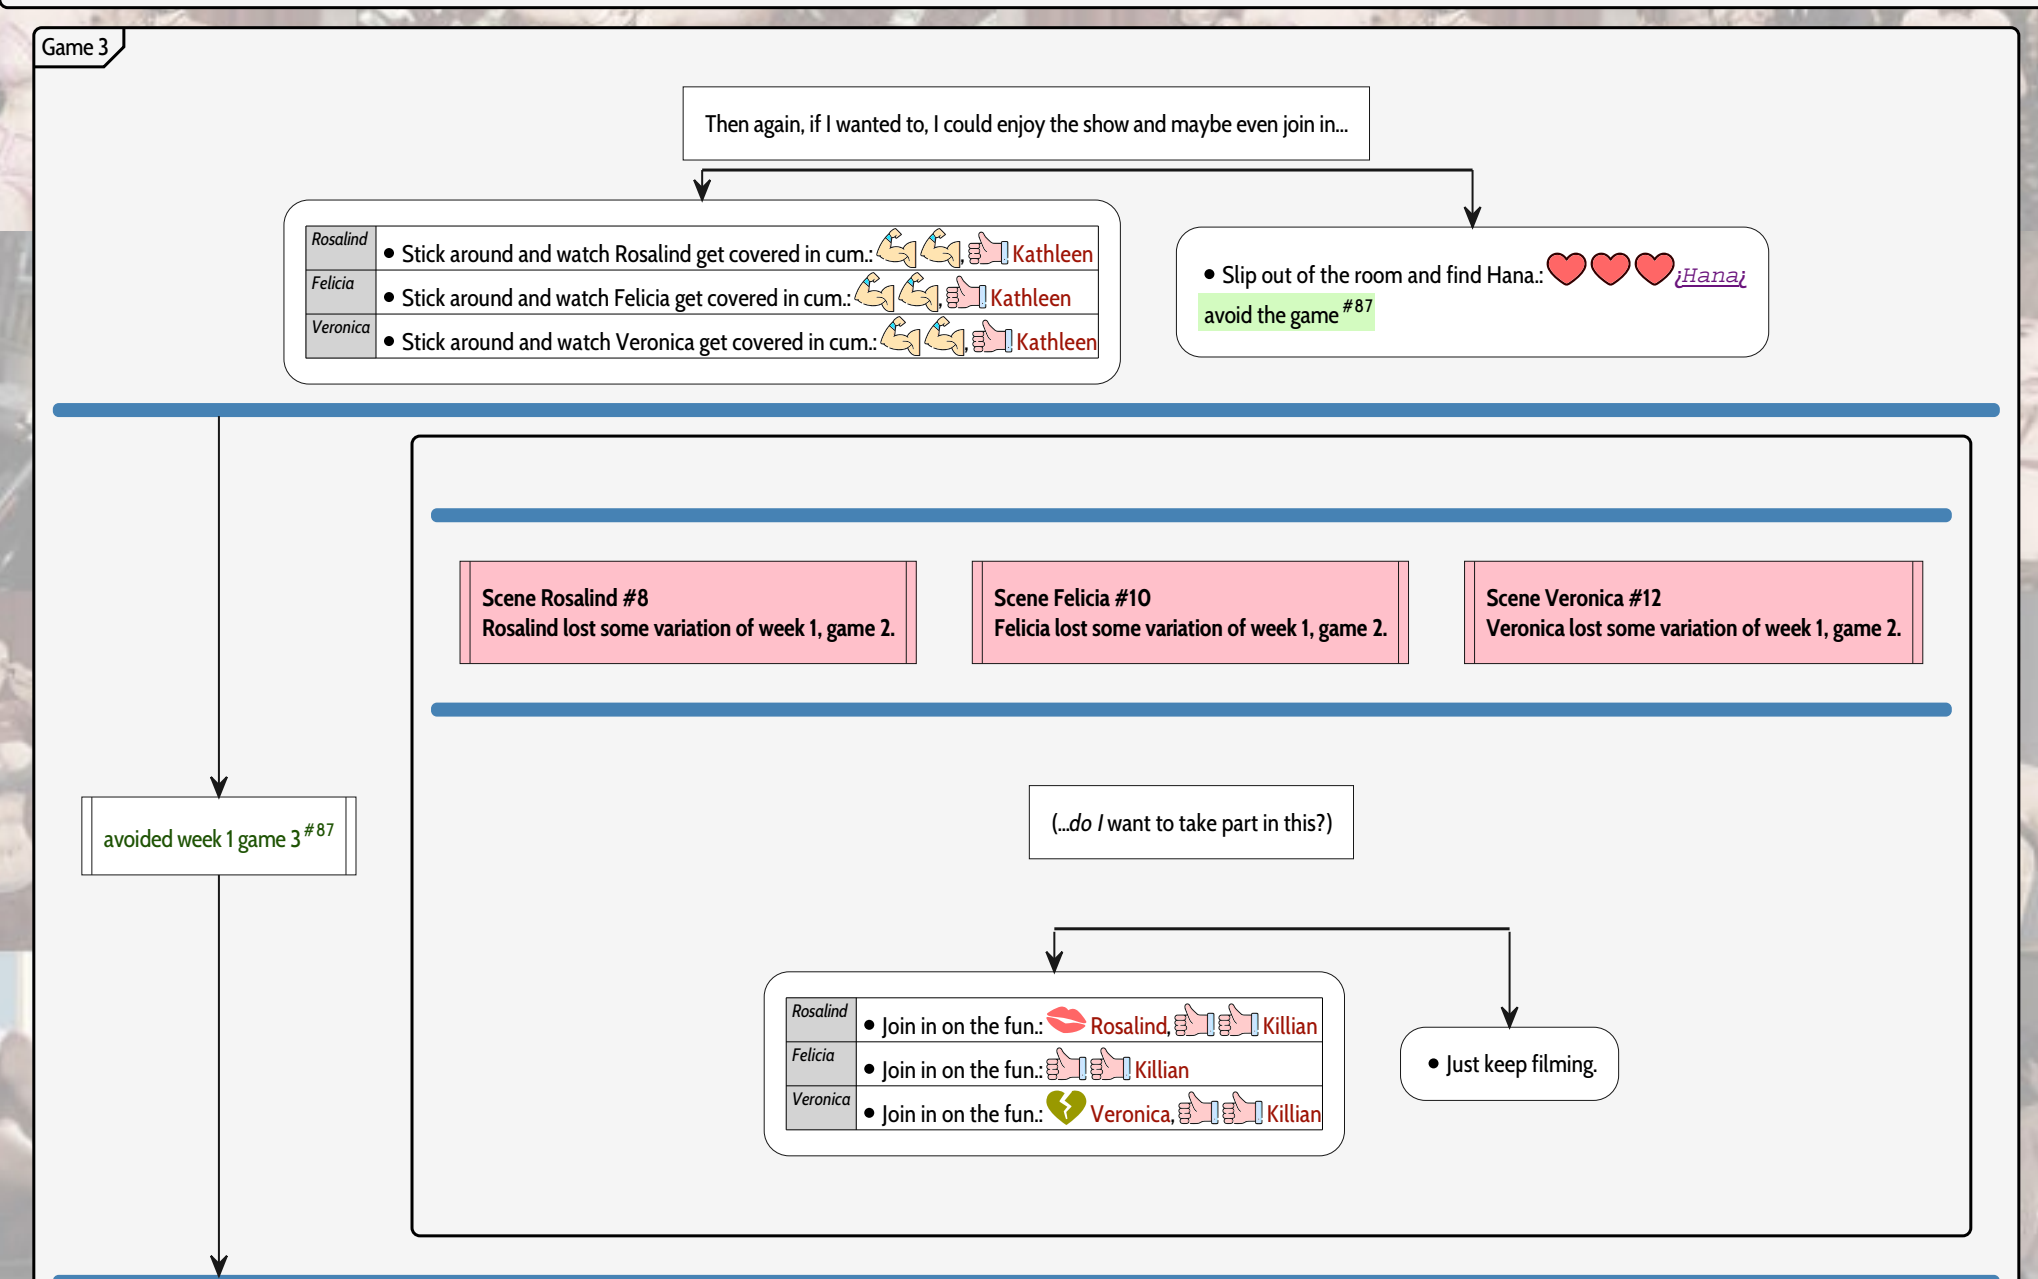 Game 3
Then again, if I wanted to, I could enjoy the show and maybe even join in...
Rosalind
• Stick around and watch Rosalind get covered in cum.: , Kathleen
Felicia
• Stick around and watch Felicia get covered in cum.: , Kathleen
Veronica
• Stick around and watch Veronica get covered in cum.: , Kathleen
• Slip out of the room and find Hana.: ¿Hana¿
avoid the game #87
Scene Rosalind #8
Rosalind lost some variation of week 1, game 2.
Scene Felicia #10
Felicia lost some variation of week 1, game 2.
Scene Veronica #12
Veronica lost some variation of week 1, game 2.
avoided week 1 game 3 #87
(...do I want to take part in this?)
Rosalind
• Join in on the fun.: Rosalind, Killian
Felicia
• Join in on the fun.: Killian
Veronica
• Join in on the fun.: Veronica, Killian
• Just keep filming.